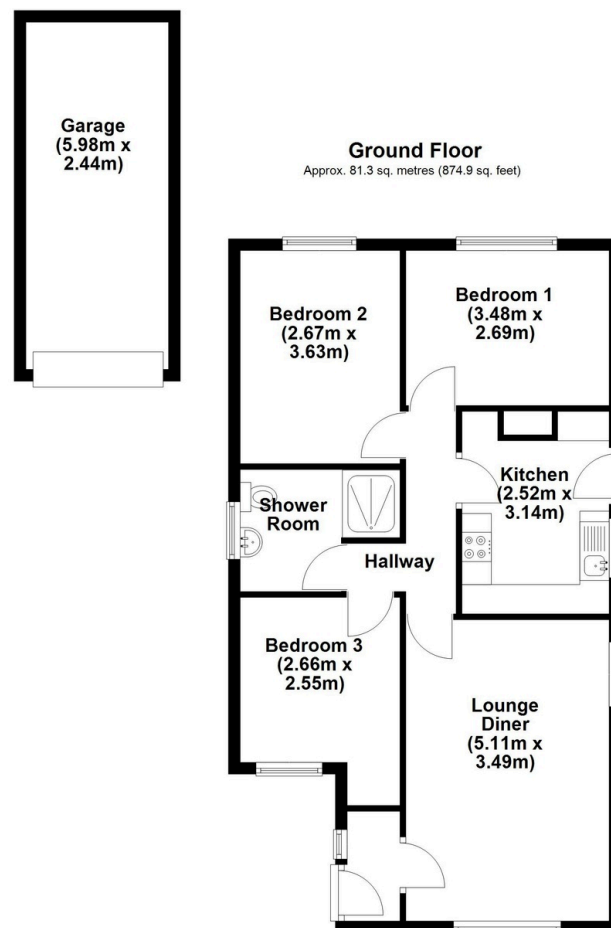 Garage
(5.98m x
2.44m)
Ground Floor
Approx. 81.3 sq. metres (874.9 sq. feet)
Bedroom 2
(2.67m x
3.63m)
Bedroom 1
(3.48m x
2.69m)
Kitchen
(2.52m x
3.14m)
Shower
Room
Hallway
Bedroom 3
(2.66m x
2.55m)
Lounge
Diner
(5.11m x
3.49m)